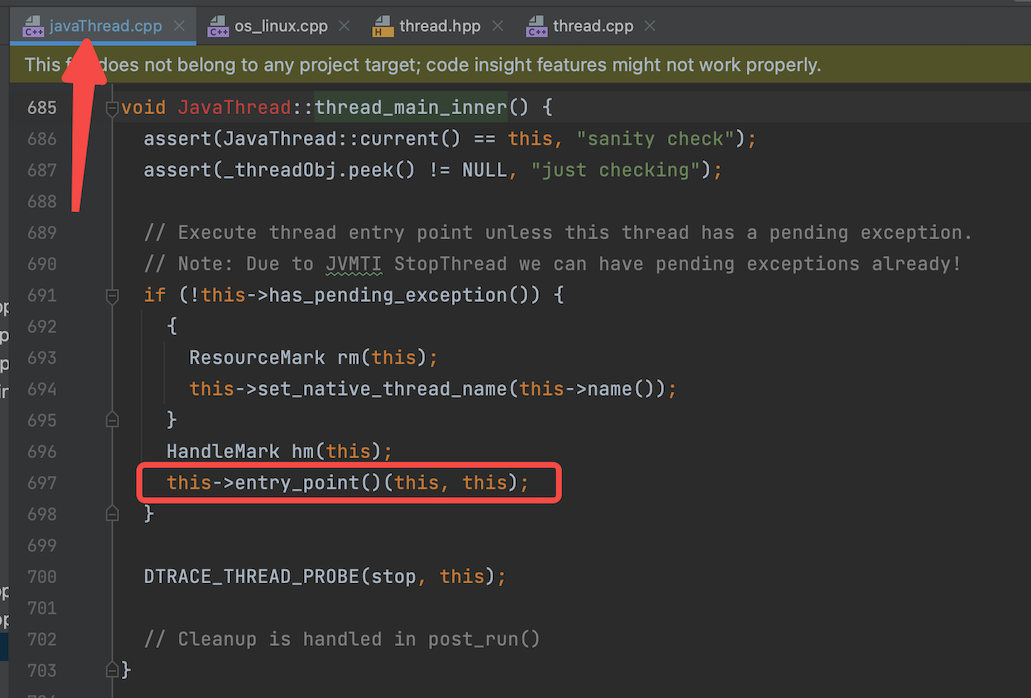 javaThread.cpp os_linux.cpp thread.hpp thread.cpp
This does not belong to any project target; code insight features might not work properly.
685 void JavaThread::thread_main_inner() {
686 assert(JavaThread::current() == this, "sanity check");
687 assert(_threadObj.peek() != NULL, "just checking");
688
689 // Execute thread entry point unless this thread has a pending exception.
690 // Note: Due to JVMTI StopThread we can have pending exceptions already!
691 if (!this->has_pending_exception()) {
692 {
693 ResourceMark rm(this);
694 this->set_native_thread_name(this->name());
695 }
696 HandleMark hm(this);
697 this->entry_point()(this, this);
698 }
699
700 DTRACE_THREAD_PROBE(stop, this);
701
702 // Cleanup is handled in post_run()
703 }